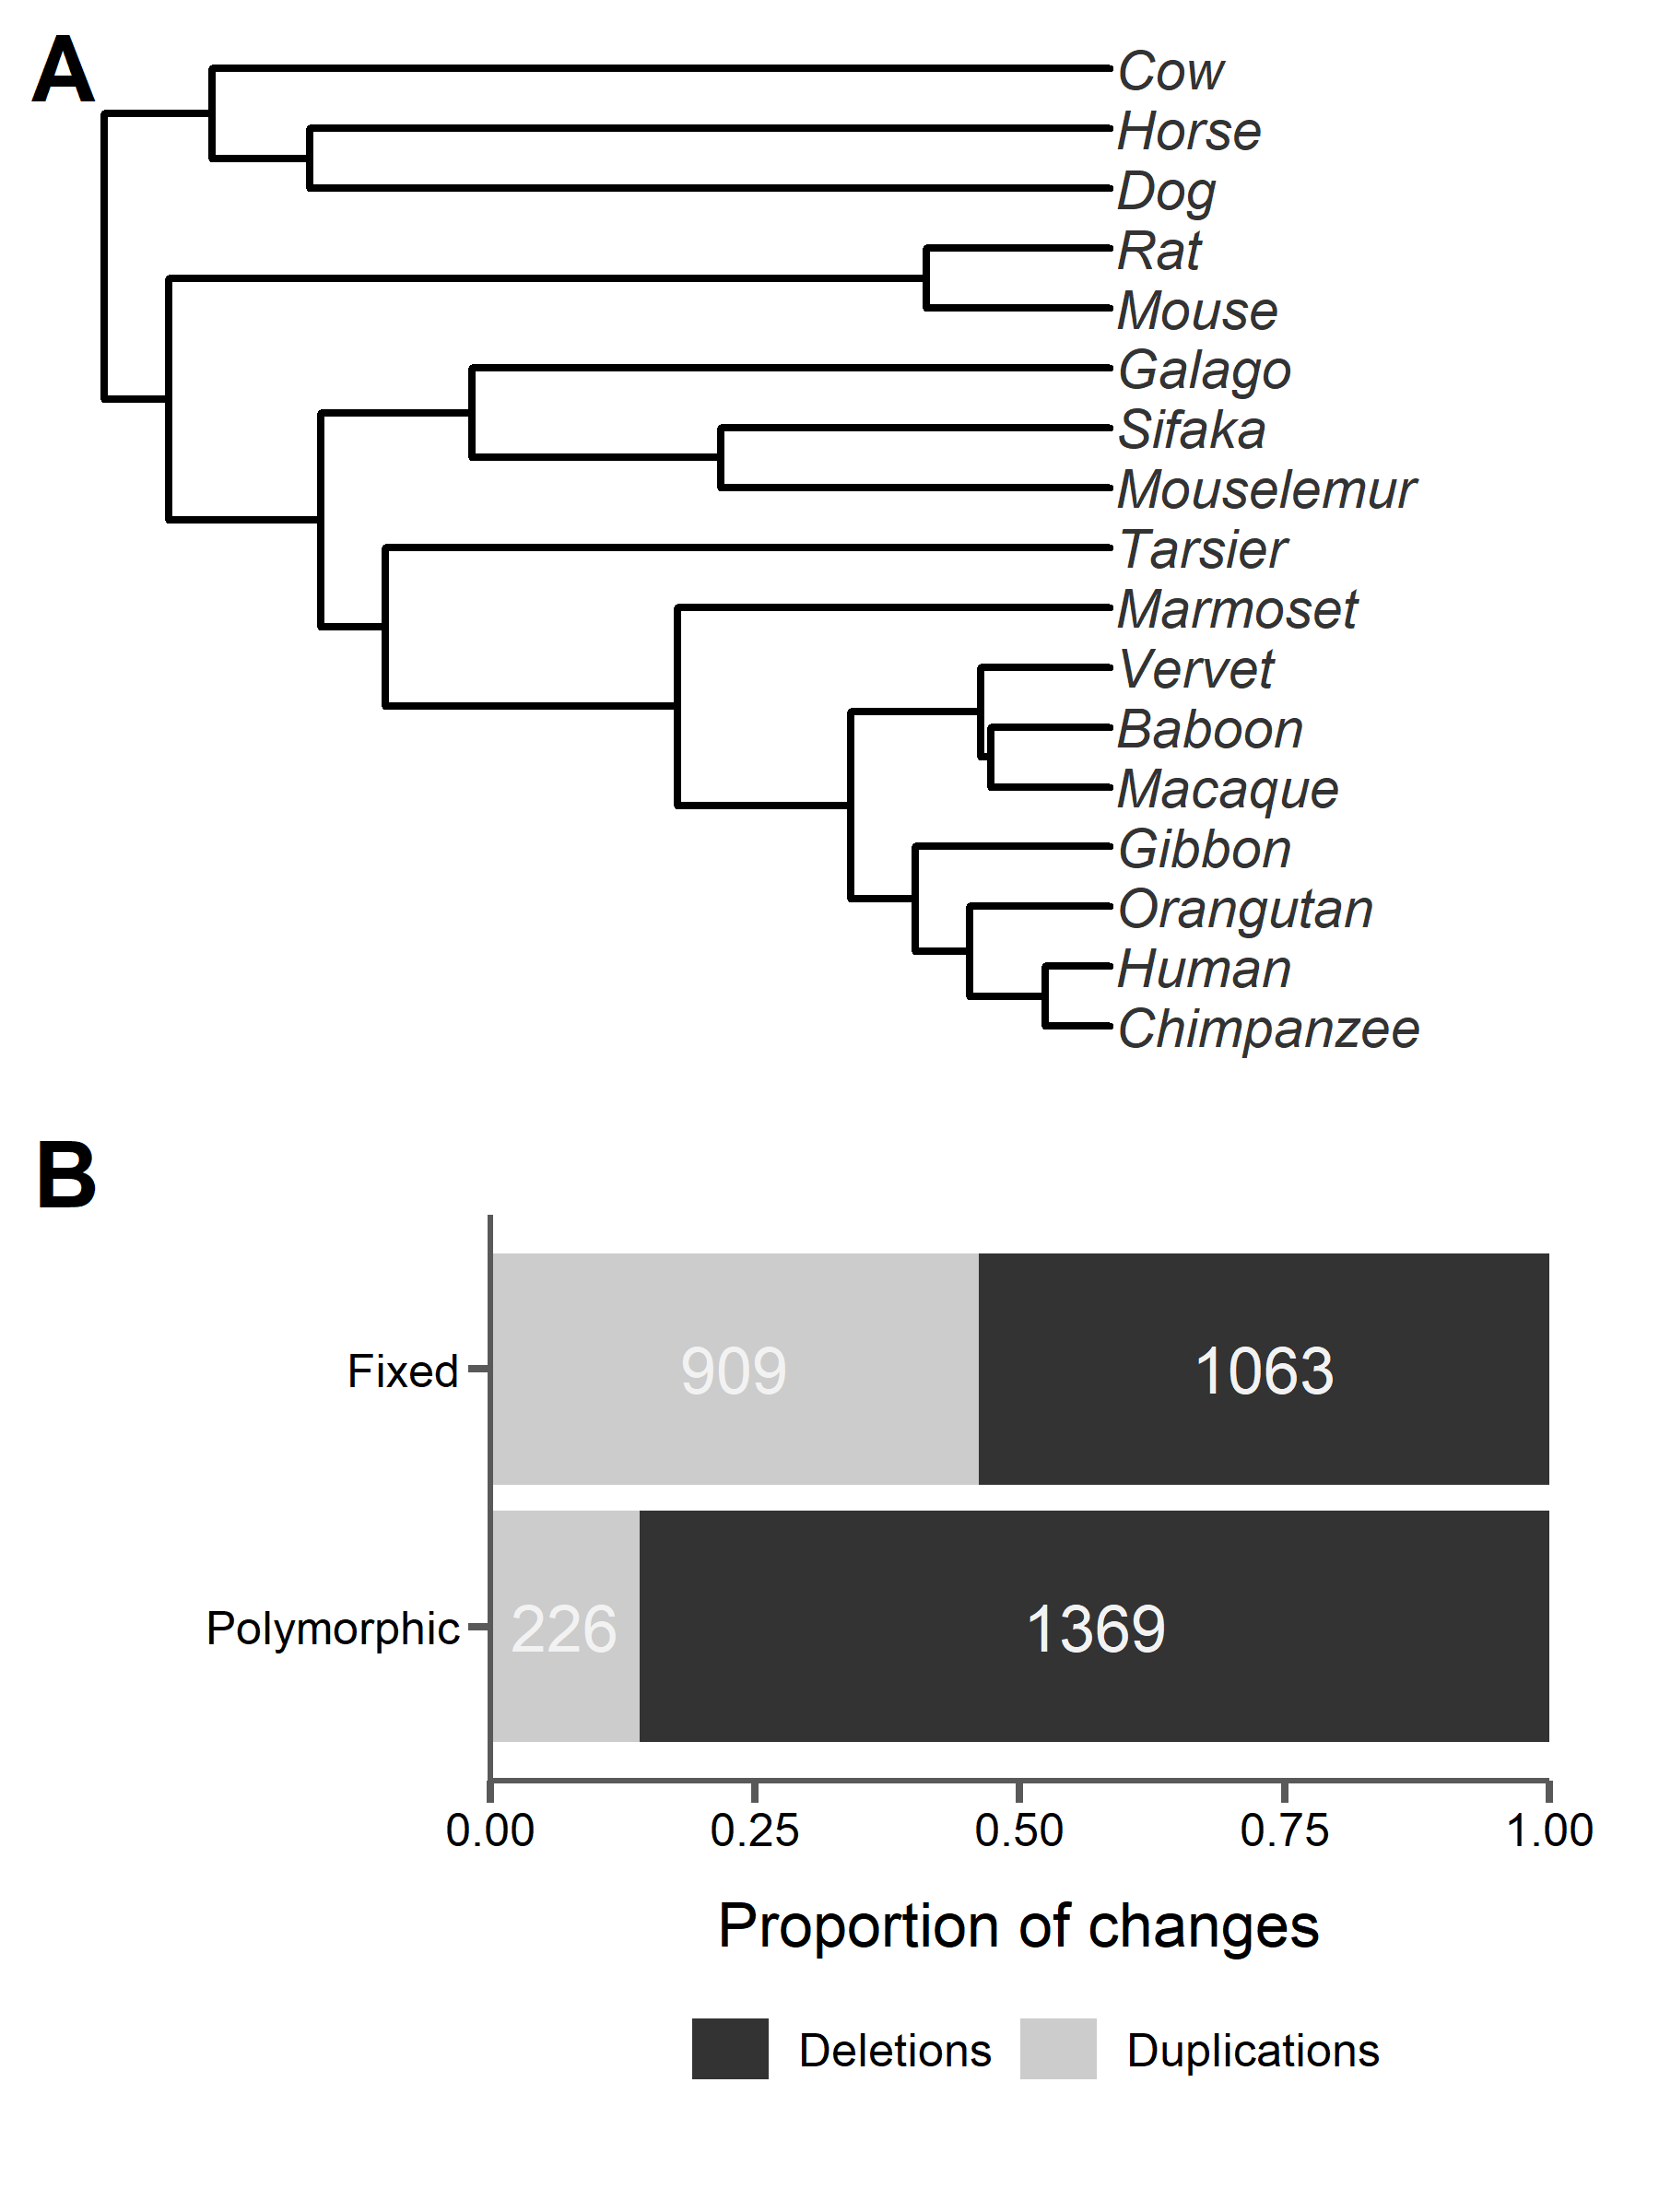 A
Cow
Horse
Dog
Rat
Mouse
Galago
Sifaka
Mouselemur
Tarsier
Marmoset
Vervet
Baboon
Macaque
Gibbon
Orangutan
Human
Chimpanzee
B
Fixed 909 1063
Polymorphic 226 1369
0.00 0.25 0.50 0.75 1.00
Proportion of changes
Deletions Duplications